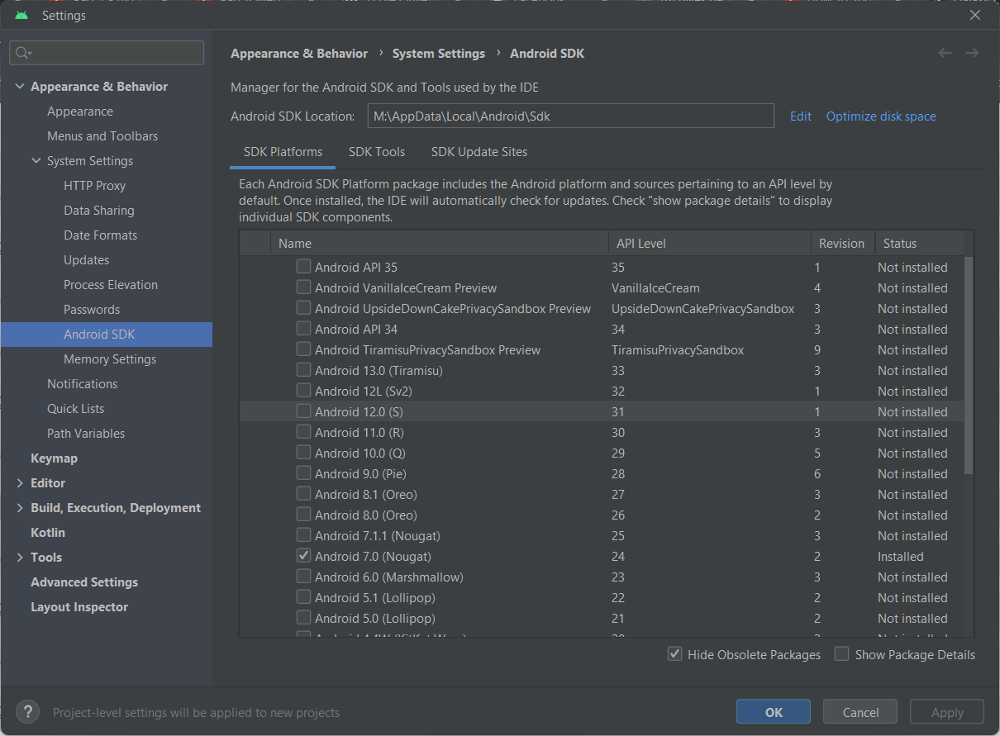 Settings
Appearance & Behavior › System Settings › Android SDK
Appearance & Behavior
Appearance
Menus and Toolbars
System Settings
HTTP Proxy
Data Sharing
Date Formats
Updates
Process Elevation
Passwords
Android SDK
Memory Settings
Notifications
Quick Lists
Path Variables
Keymap
Editor
Build, Execution, Deployment
Kotlin
Tools
Advanced Settings
Layout Inspector
Manager for the Android SDK and Tools used by the IDE
Android SDK Location: M:\AppData\Local\Android\Sdk Edit Optimize disk space
SDK Platforms SDK Tools SDK Update Sites
Each Android SDK Platform package includes the Android platform and sources pertaining to an API level by
default. Once installed, the IDE will automatically check for updates. Check "show package details" to display
individual SDK components.
Name API Level Revision Status
Android API 35 35 1 Not installed
Android VanillaIceCream Preview VanillaIceCream 4 Not installed
Android UpsideDownCakePrivacySandbox Preview UpsideDownCakePrivacySandbox 3 Not installed
Android API 34 34 3 Not installed
Android TiramisuPrivacySandbox Preview TiramisuPrivacySandbox 9 Not installed
Android 13.0 (Tiramisu) 33 3 Not installed
Android 12L (Sv2) 32 1 Not installed
Android 12.0 (S) 31 1 Not installed
Android 11.0 (R) 30 3 Not installed
Android 10.0 (Q) 29 5 Not installed
Android 9.0 (Pie) 28 6 Not installed
Android 8.1 (Oreo) 27 3 Not installed
Android 8.0 (Oreo) 26 2 Not installed
Android 7.1.1 (Nougat) 25 3 Not installed
Android 7.0 (Nougat) 24 2 Installed
Android 6.0 (Marshmallow) 23 3 Not installed
Android 5.1 (Lollipop) 22 2 Not installed
Android 5.0 (Lollipop) 21 2 Not installed
Hide Obsolete Packages Show Package Details
? Project-level settings will be applied to new projects
OK Cancel Apply